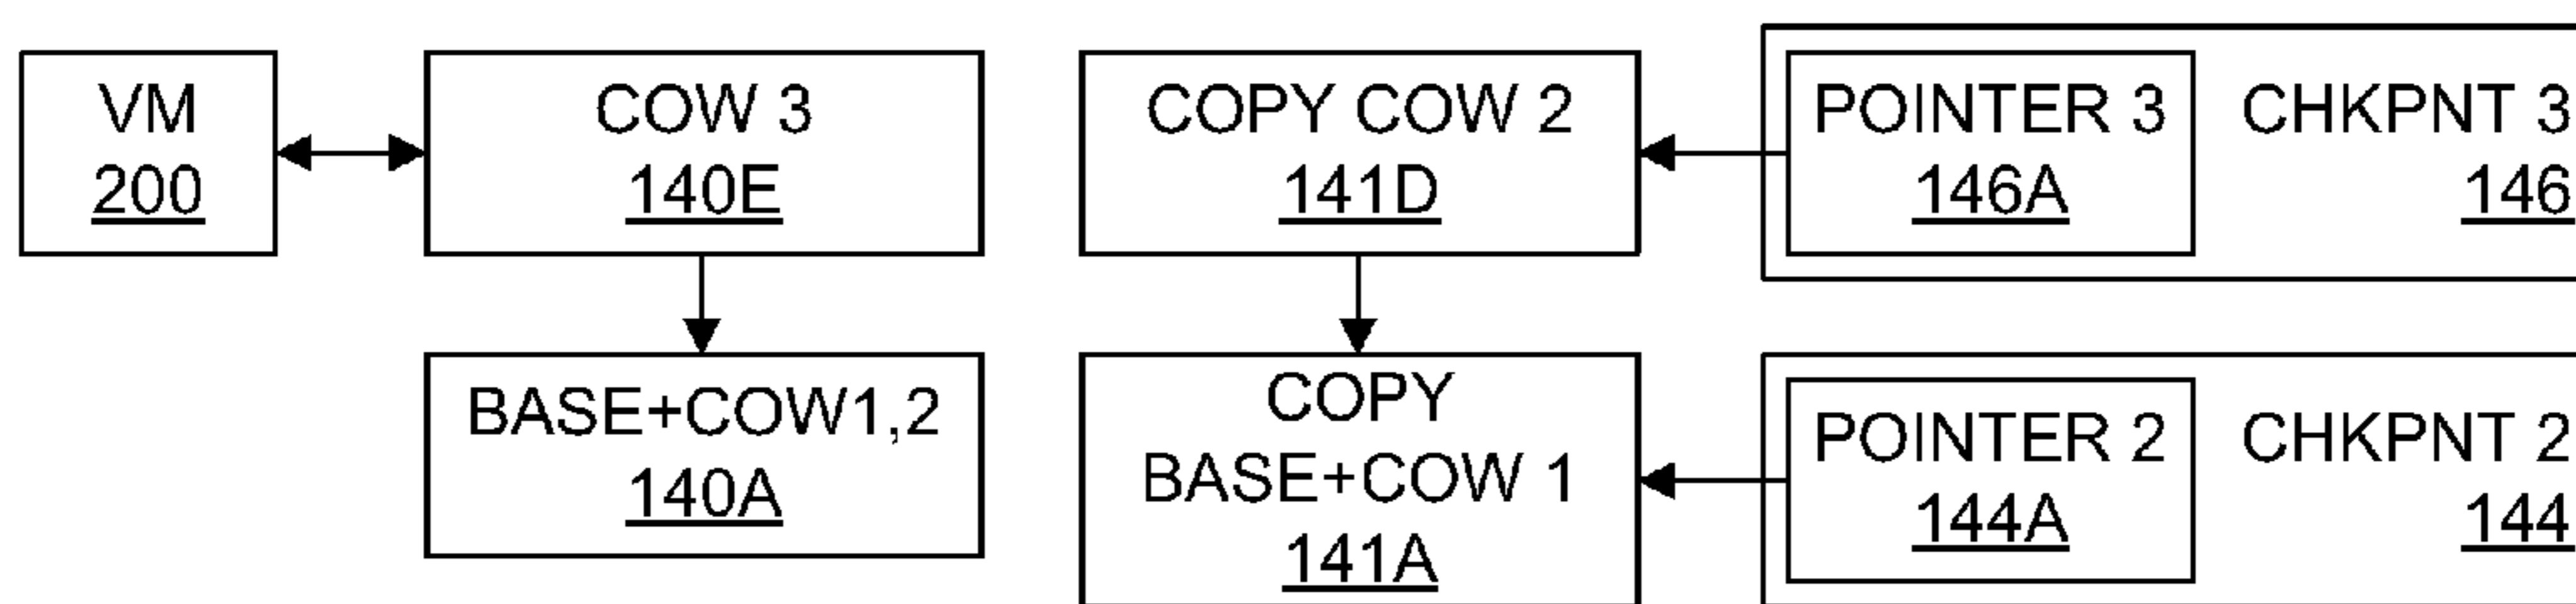 VM
200
COW 3
140E
COPY COW 2
141D
POINTER 3
146A
CHKPNT 3
146
BASE+COW1,2
140A
COPY
BASE+COW 1
141A
POINTER 2
144A
CHKPNT 2
144